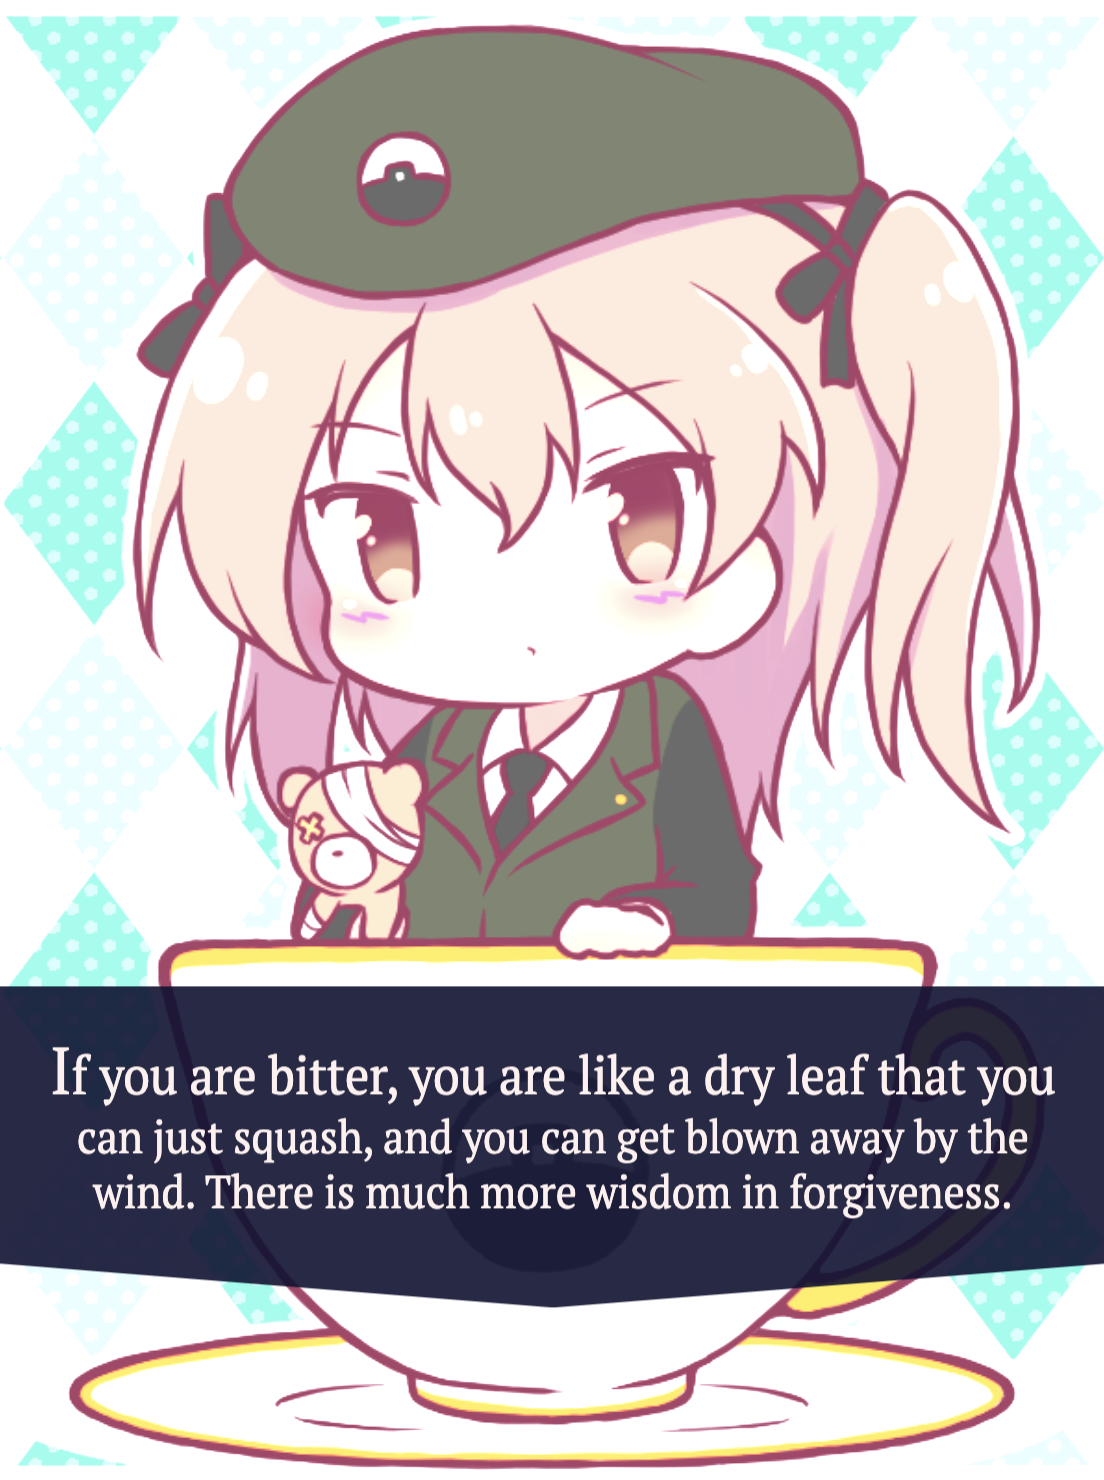 If you are bitter, you are like a dry leaf that you
can just squash, and you can get blown away by the
wind. There is much more wisdom in forgiveness.